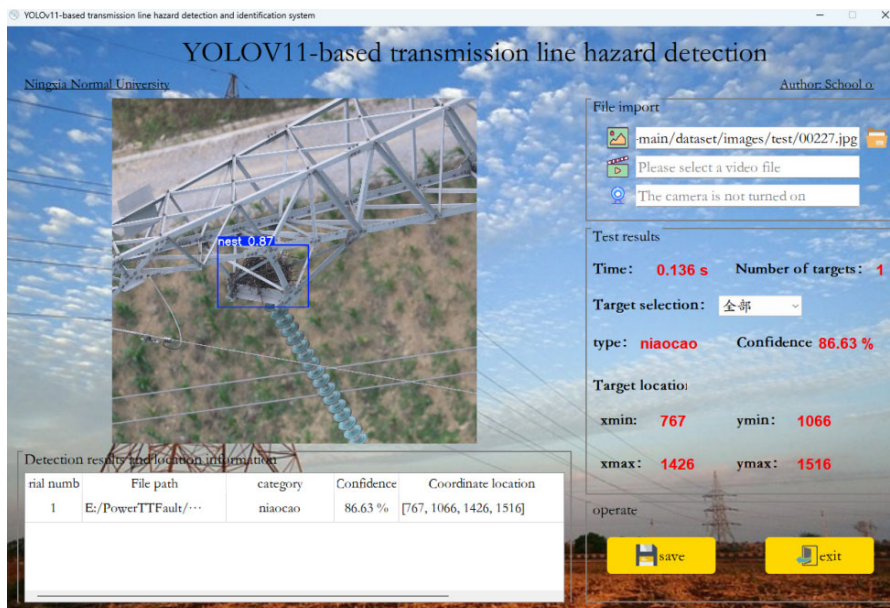 YOLOv11-based transmission line hazard detection and identification system
YOLOV11-based transmission line hazard detection
Ningxia Normal University
Author: School o
File import
-main/dataset/images/test/00227.jpg
Please select a video file
The camera is not turned on
nest 0.87
Test results
Time: 0.136 s Number of targets: 1
Target selection: 全部
type: niaocao Confidence 86.63 %
Target location
xmin: 767 ymin: 1066
xmax: 1426 ymax: 1516
Detection results and location information
rial numb File path category Confidence Coordinate location
1 E:/PowerTTFault/··· niaocao 86.63 % [767, 1066, 1426, 1516]
operate
save exit